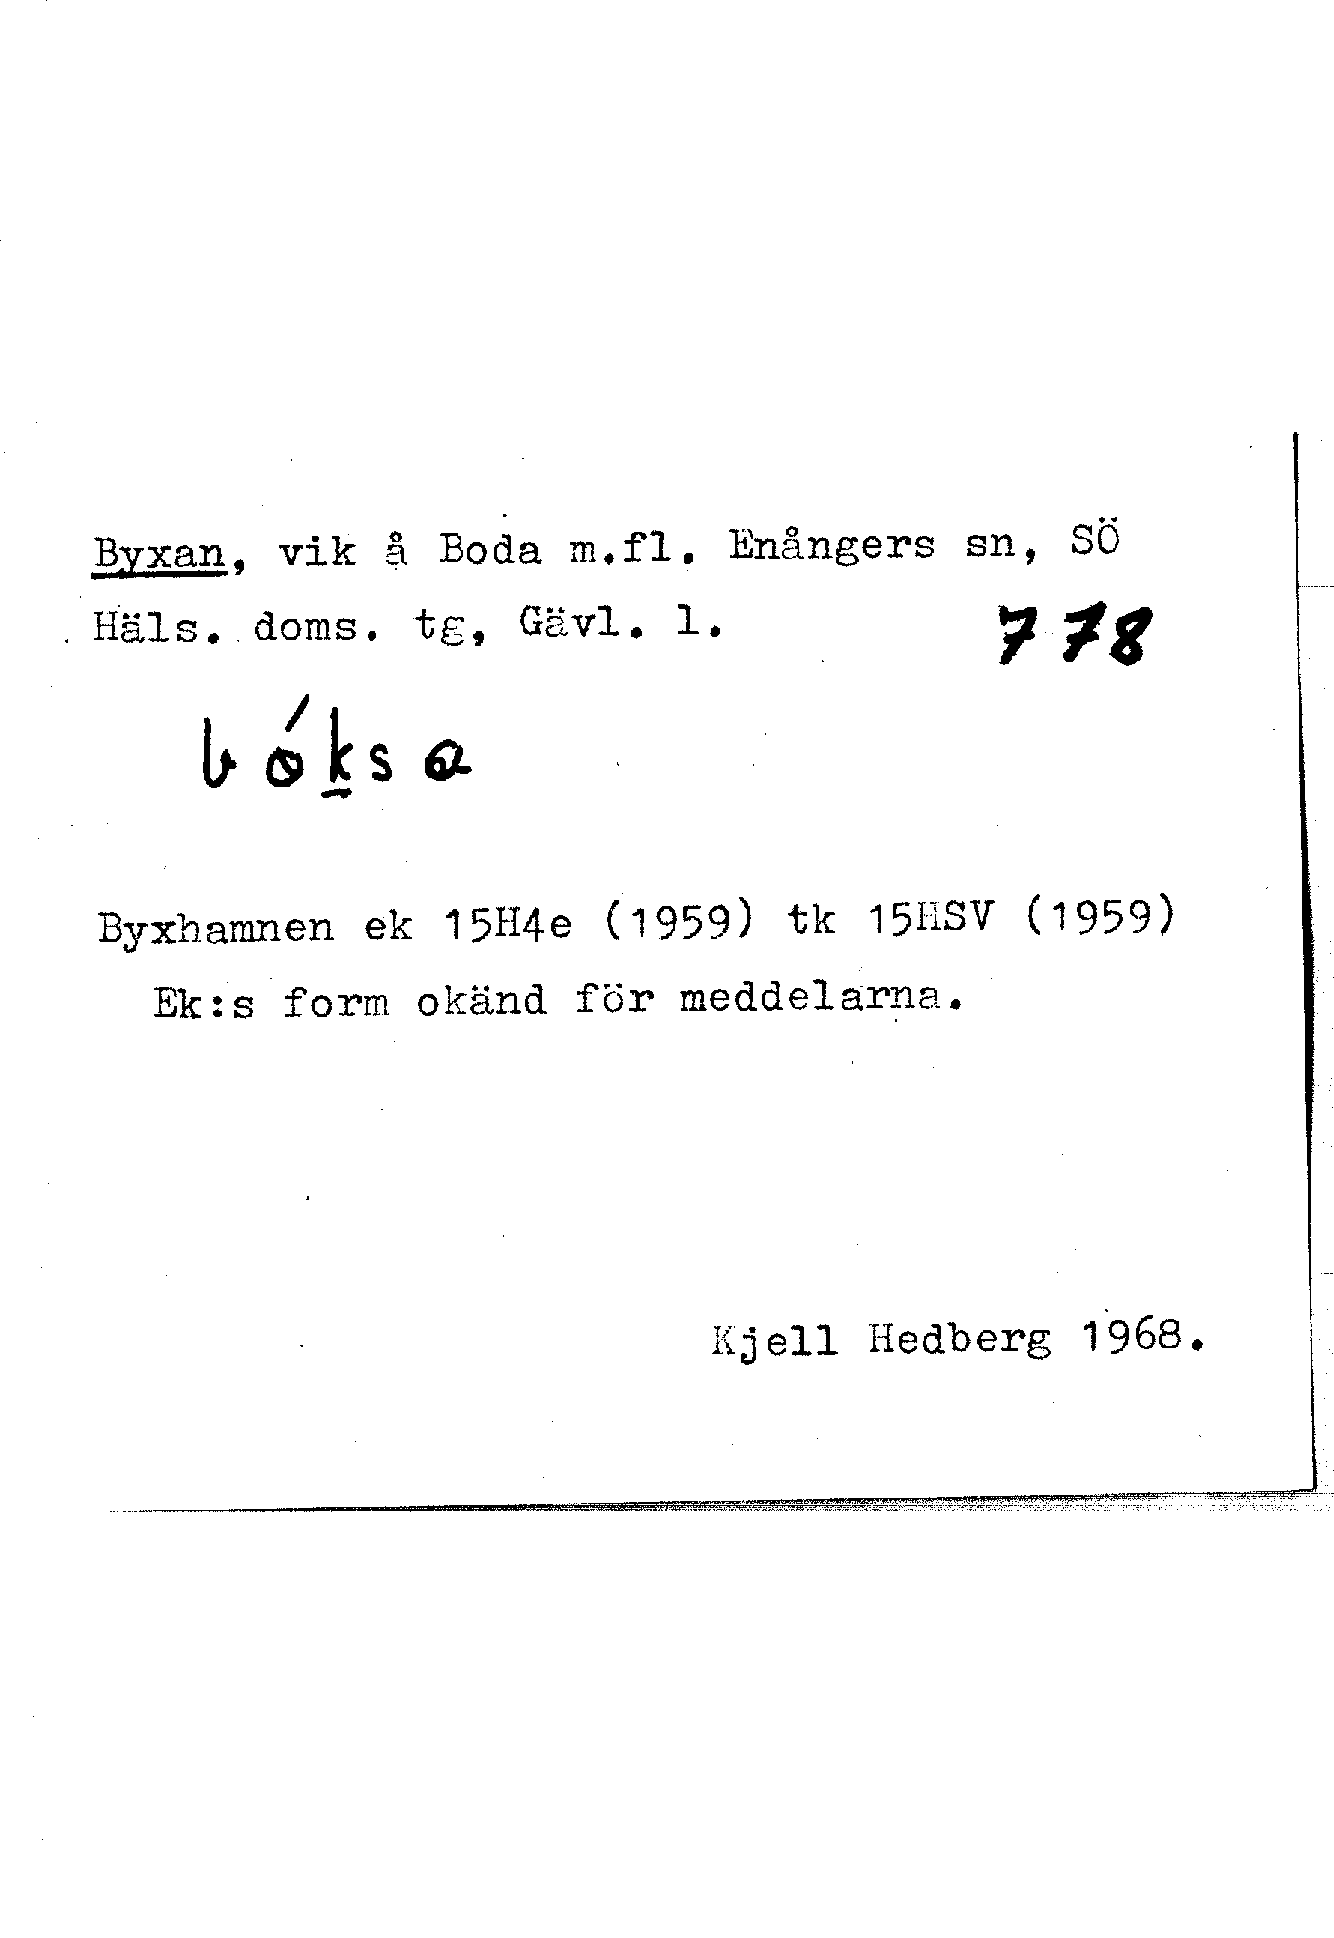 Byxan, vik å Boda m.fl. Enångers sn, SÖ
Häls. doms. tg, Gävl. l.
778
bǿksa
Byxhamnen ek 15H4e (1959) tk 15HSV (1959)
Ek:s form okänd för meddelarna.
Kjell Hedberg 1968.